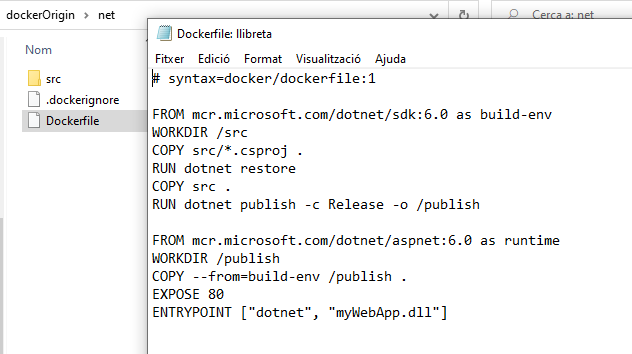 dockerOrigin > net
Cerca a: net
Nom
src
.dockerignore
Dockerfile
Dockerfile: llibreta
Fitxer Edició Format Visualització Ajuda
# syntax=docker/dockerfile:1
FROM mcr.microsoft.com/dotnet/sdk:6.0 as build-env
WORKDIR /src
COPY src/*.csproj .
RUN dotnet restore
COPY src .
RUN dotnet publish -c Release -o /publish
FROM mcr.microsoft.com/dotnet/aspnet:6.0 as runtime
WORKDIR /publish
COPY --from=build-env /publish .
EXPOSE 80
ENTRYPOINT ["dotnet", "myWebApp.dll"]